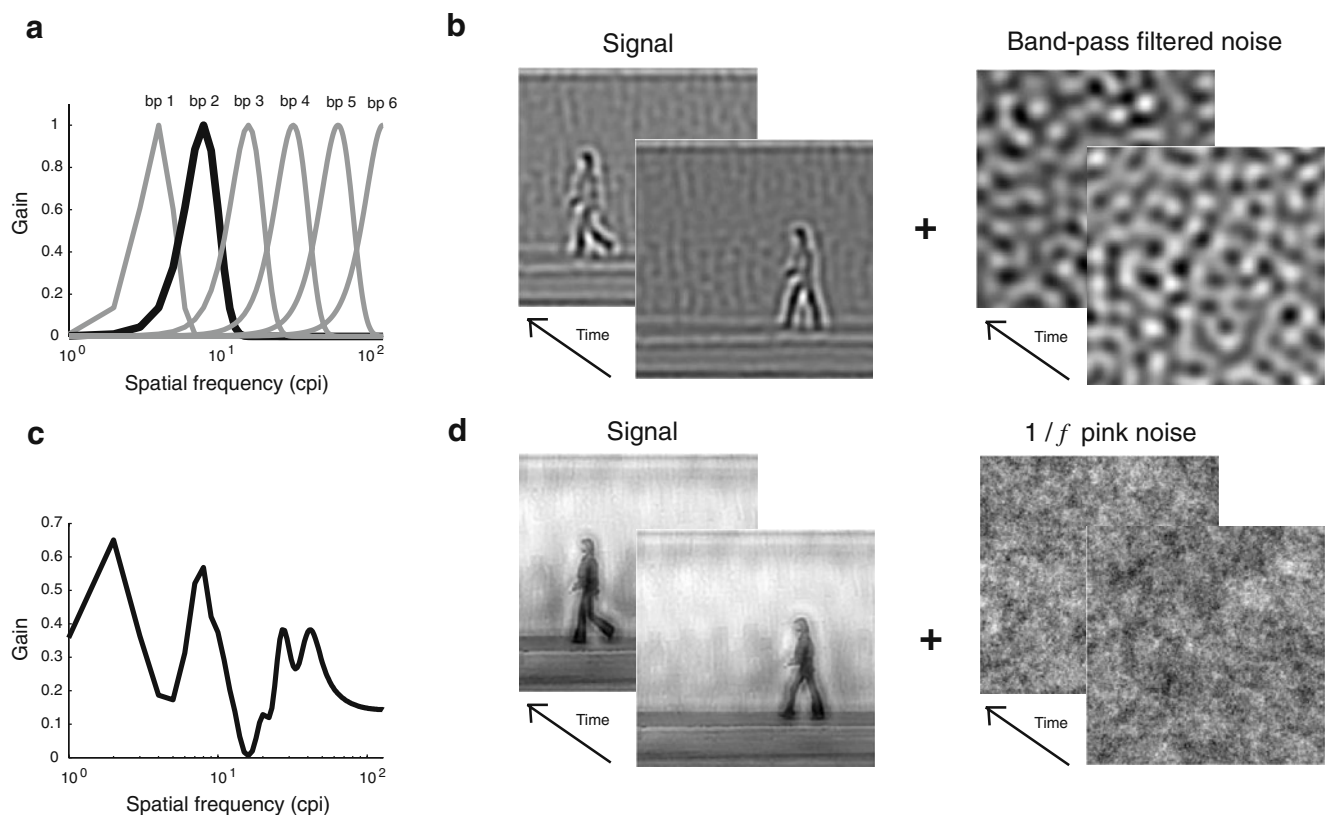 a
bp 1 bp 2 bp 3 bp 4 bp 5 bp 6
1
0.8
0.6
0.4
0.2
0
Gain
10^0 10^1 10^2
Spatial frequency (cpi)
b
Signal
Band-pass filtered noise
+
Time
Time
c
0.7
0.6
0.5
0.4
0.3
0.2
0.1
0
Gain
10^0 10^1 10^2
Spatial frequency (cpi)
d
Signal
1 / f pink noise
+
Time
Time